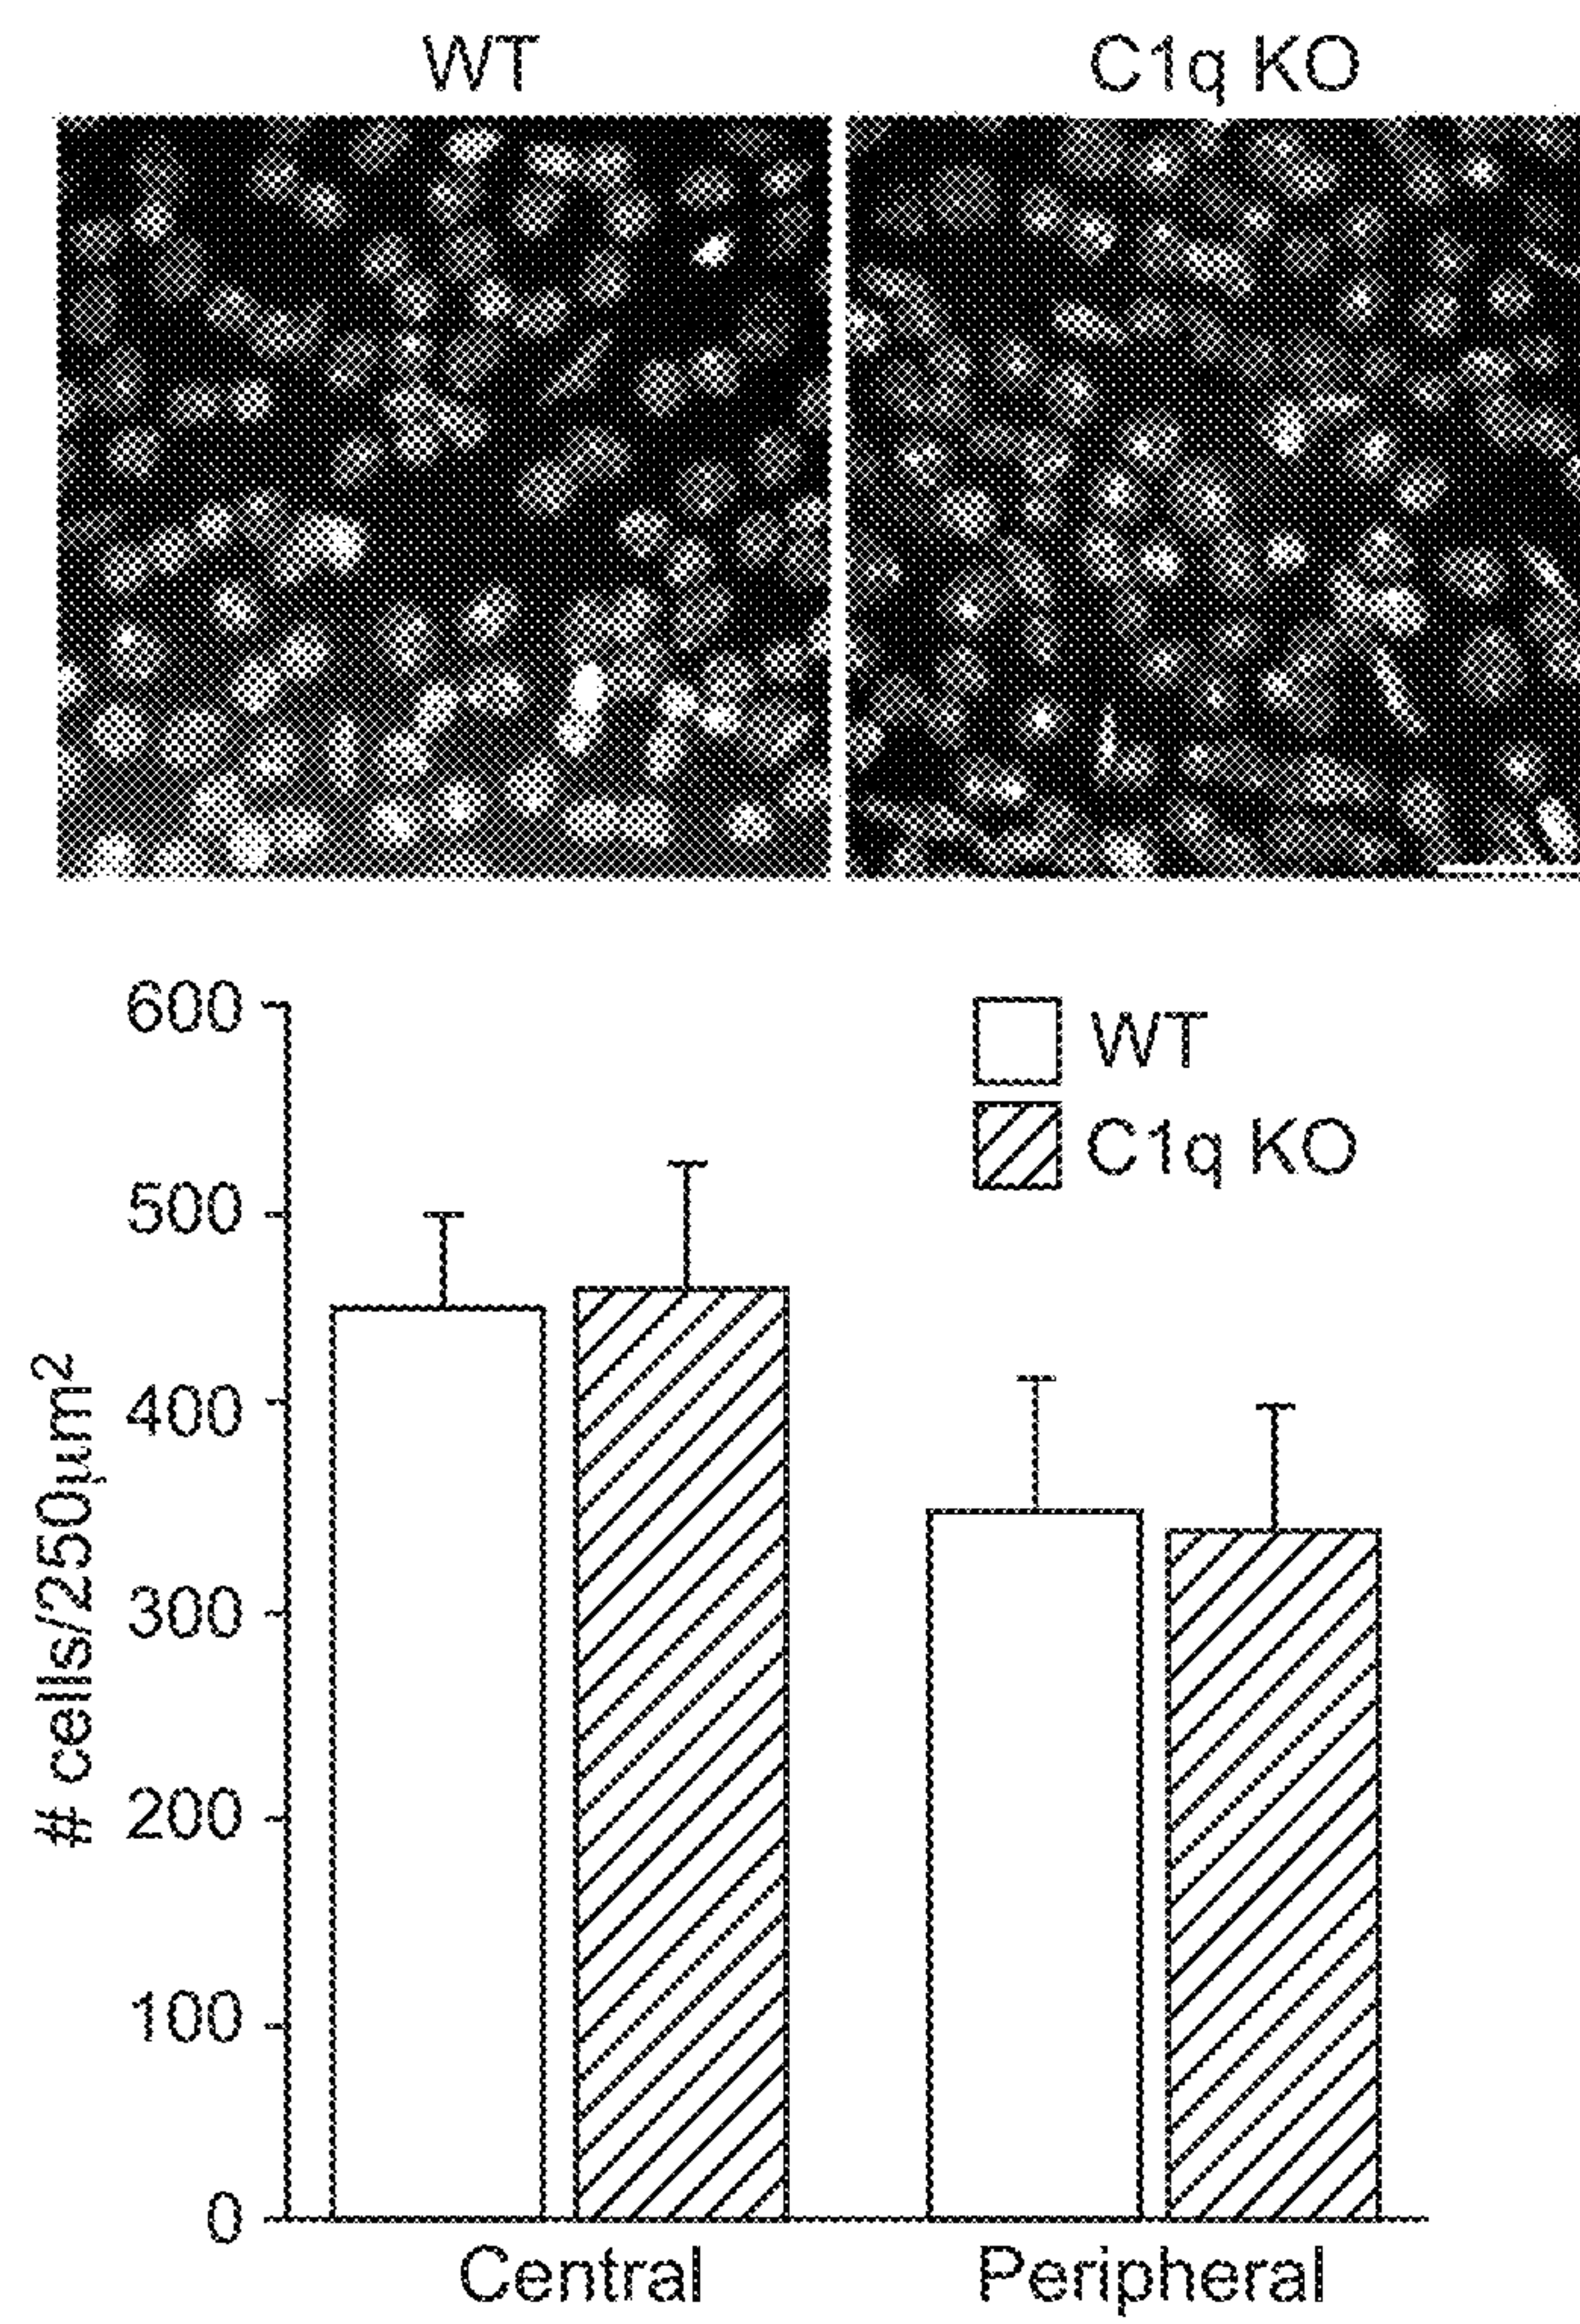 WT
C1q KO
600
500
400
300
200
100
0
# cells/250μm²
WT
C1q KO
Central
Peripheral